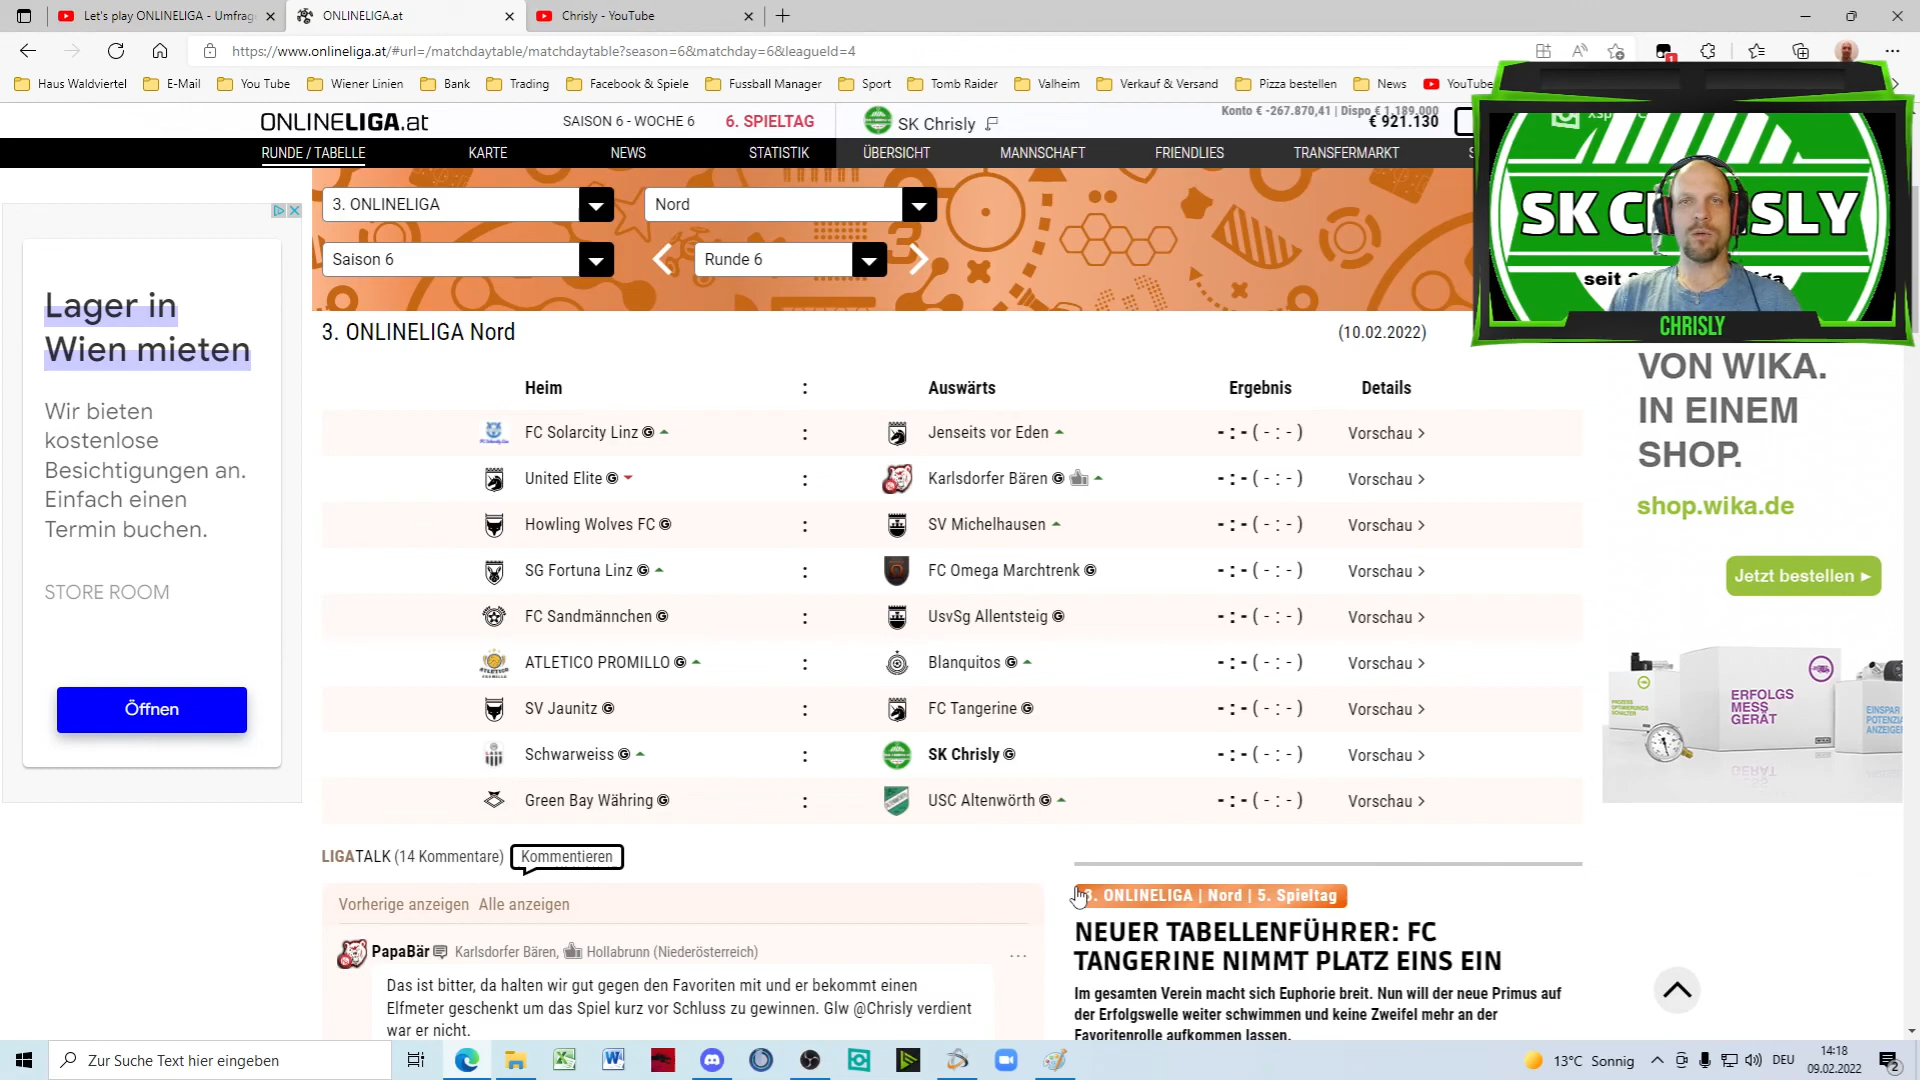 Let's play ONLINELIGA - Umfrag
ONLINELIGA.at
Chrisly - YouTube
https://www.onlineliga.at/#url=/matchdaytable/matchdaytable?season=6&matchday=6&leagueId=4
Haus Waldviertel E-Mail You Tube Wiener Linien Bank Trading Facebook & Spiele Fussball Manager Sport Tomb Raider Valheim Verkauf & Versand Pizza bestellen News YouTube
ONLINELIGA.at SAISON 6 - WOCHE 6 6. SPIELTAG SK Chrisly
Konto € -267.870,41 | Dispo € 1.189.000
€ 921.130
RUNDE / TABELLE KARTE NEWS STATISTIK ÜBERSICHT MANNSCHAFT FRIENDLIES TRANSFERMARKT
3. ONLINELIGA Nord
Saison 6 Runde 6
3. ONLINELIGA Nord (10.02.2022)
Heim : Auswärts Ergebnis Details
FC Solarcity Linz G : Jenseits vor Eden - : - ( - : - ) Vorschau >
United Elite G : Karlsdorfer Bären G - : - ( - : - ) Vorschau >
Howling Wolves FC G : SV Michelhausen - : - ( - : - ) Vorschau >
SG Fortuna Linz G : FC Omega Marchtrenk G - : - ( - : - ) Vorschau >
FC Sandmännchen G : UsvSg Allentsteig G - : - ( - : - ) Vorschau >
ATLETICO PROMILLO G : Blanquitos G - : - ( - : - ) Vorschau >
SV Jaunitz G : FC Tangerine G - : - ( - : - ) Vorschau >
Schwarweiss G : SK Chrisly G - : - ( - : - ) Vorschau >
Green Bay Währing G : USC Altenwörth G - : - ( - : - ) Vorschau >
LIGATALK (14 Kommentare) Kommentieren
Vorherige anzeigen Alle anzeigen
PapaBär Karlsdorfer Bären, Hollabrunn (Niederösterreich) ...
Das ist bitter, da halten wir gut gegen den Favoriten mit und er bekommt einen
Elfmeter geschenkt um das Spiel kurz vor Schluss zu gewinnen. Glw @Chrisly verdient
war er nicht.
3. ONLINELIGA | Nord | 5. Spieltag
NEUER TABELLENFÜHRER: FC
TANGERINE NIMMT PLATZ EINS EIN
Im gesamten Verein macht sich Euphorie breit. Nun will der neue Primus auf
der Erfolgswelle weiter schwimmen und keine Zweifel mehr an der
Favoritenrolle aufkommen lassen.
Lager in
Wien mieten
Wir bieten
kostenlose
Besichtigungen an.
Einfach einen
Termin buchen.
STORE ROOM
Öffnen
SK CHRISLY
seit
CHRISLY
VON WIKA.
IN EINEM
SHOP.
shop.wika.de
Jetzt bestellen ►
ERFOLGS
MESS
GERÄT
Zur Suche Text hier eingeben
13°C Sonnig
DEU
14:18
09.02.2022
2